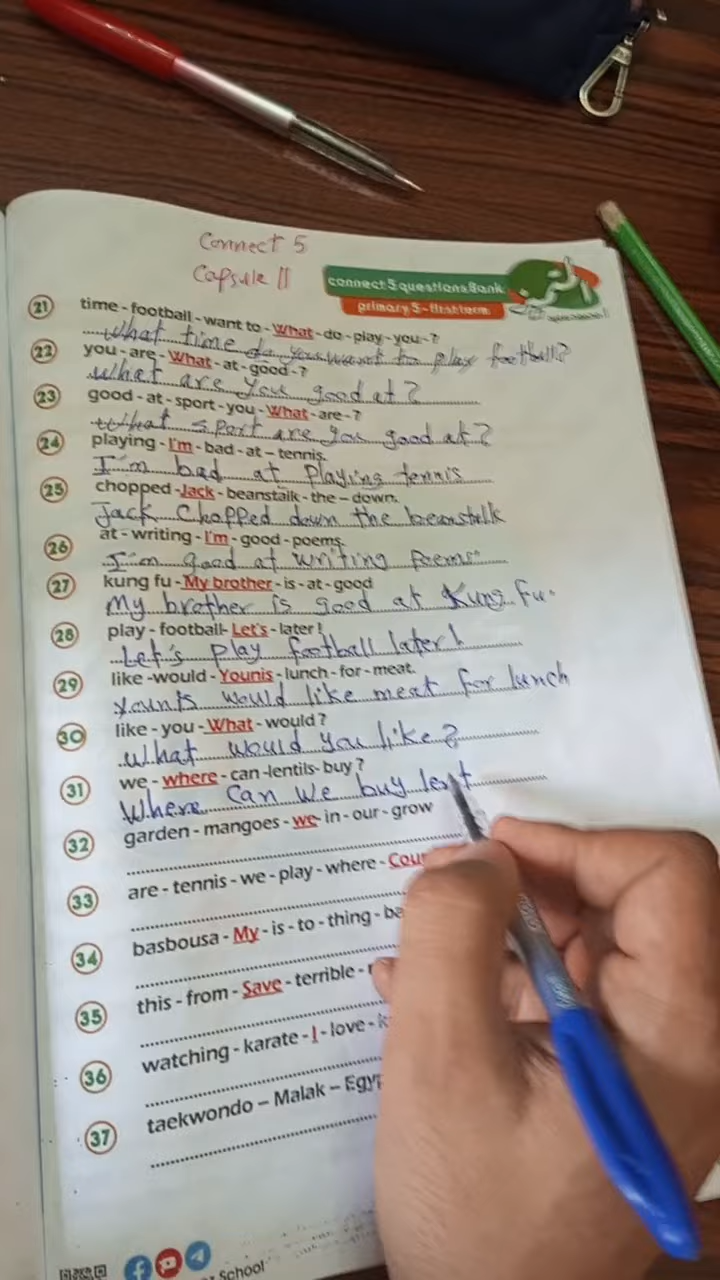 Connect 5
Capsule 11
connect 5 questions Bank
primary 5 - first term
21 time - football - want to - What - do - play - you - ?
What time do you want to play football?
22 you - are - What - at - good - ?
What are you good at?
23 good - at - sport - you - What - are - ?
What sport are you good at?
24 playing - I'm - bad - at – tennis.
I'm bad at playing tennis
25 chopped - Jack - beanstalk - the – down.
Jack Chopped down the beanstalk
26 at - writing - I'm - good - poems.
I'm good at writing Poems.
27 kung fu - My brother - is - at - good
My brother is good at Kung Fu.
28 play - football - Let's - later !
Let's play football later!
29 like - would - Younis - lunch - for - meat.
Younis would like meat for lunch
30 like - you - What - would ?
What would you like?
31 we - where - can - lentils - buy ?
Where Can we buy lent
32 garden - mangoes - we - in - our - grow
33 are - tennis - we - play - where - Cour
34 basbousa - My - is - to - thing - ba
35 this - from - Save - terrible -
36 watching - karate - I - love -
37 taekwondo – Malak – Egyp
School